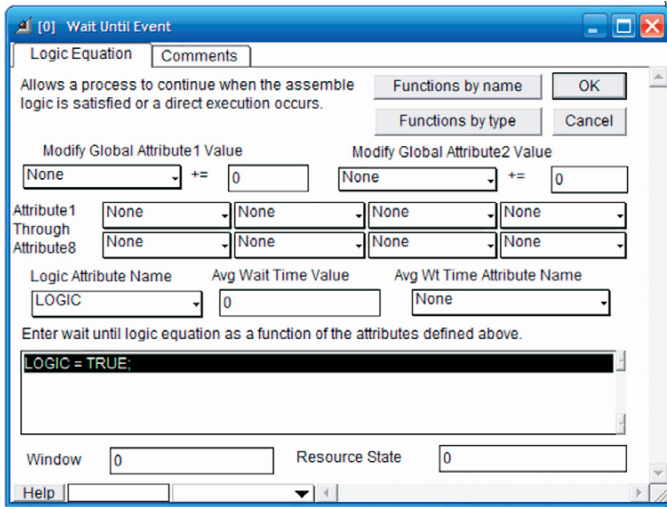 [0] Wait Until Event
Logic Equation Comments
Allows a process to continue when the assemble
logic is satisfied or a direct execution occurs.
Functions by name OK
Functions by type Cancel
Modify Global Attribute1 Value Modify Global Attribute2 Value
None += 0 None += 0
Attribute1
Through
Attribute8
None None None None
None None None None
Logic Attribute Name Avg Wait Time Value Avg Wt Time Attribute Name
LOGIC 0 None
Enter wait until logic equation as a function of the attributes defined above.
LOGIC = TRUE;
Window 0 Resource State 0
Help